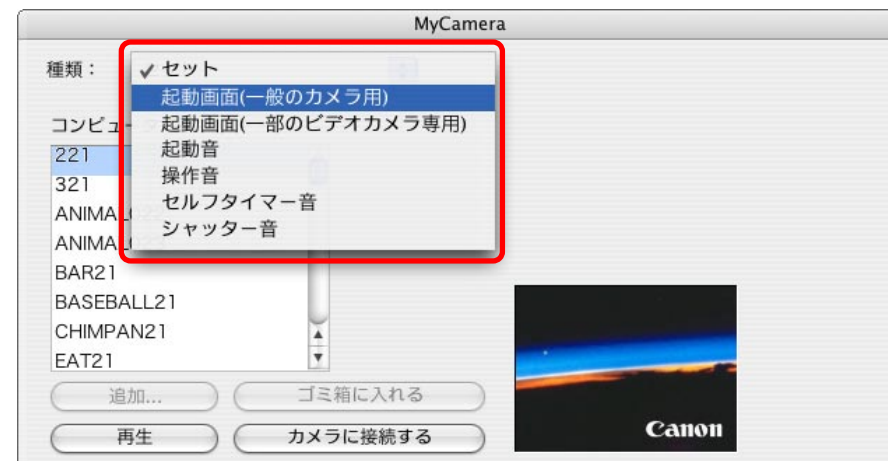 MyCamera
種類：
✓ セット
起動画面(一般のカメラ用)
起動画面(一部のビデオカメラ専用)
起動音
操作音
セルフタイマー音
シャッター音
コンピュー
221
321
ANIMAL
ANIMAL
BAR21
BASEBALL21
CHIMPAN21
EAT21
追加...
ゴミ箱に入れる
再生
カメラに接続する
Canon